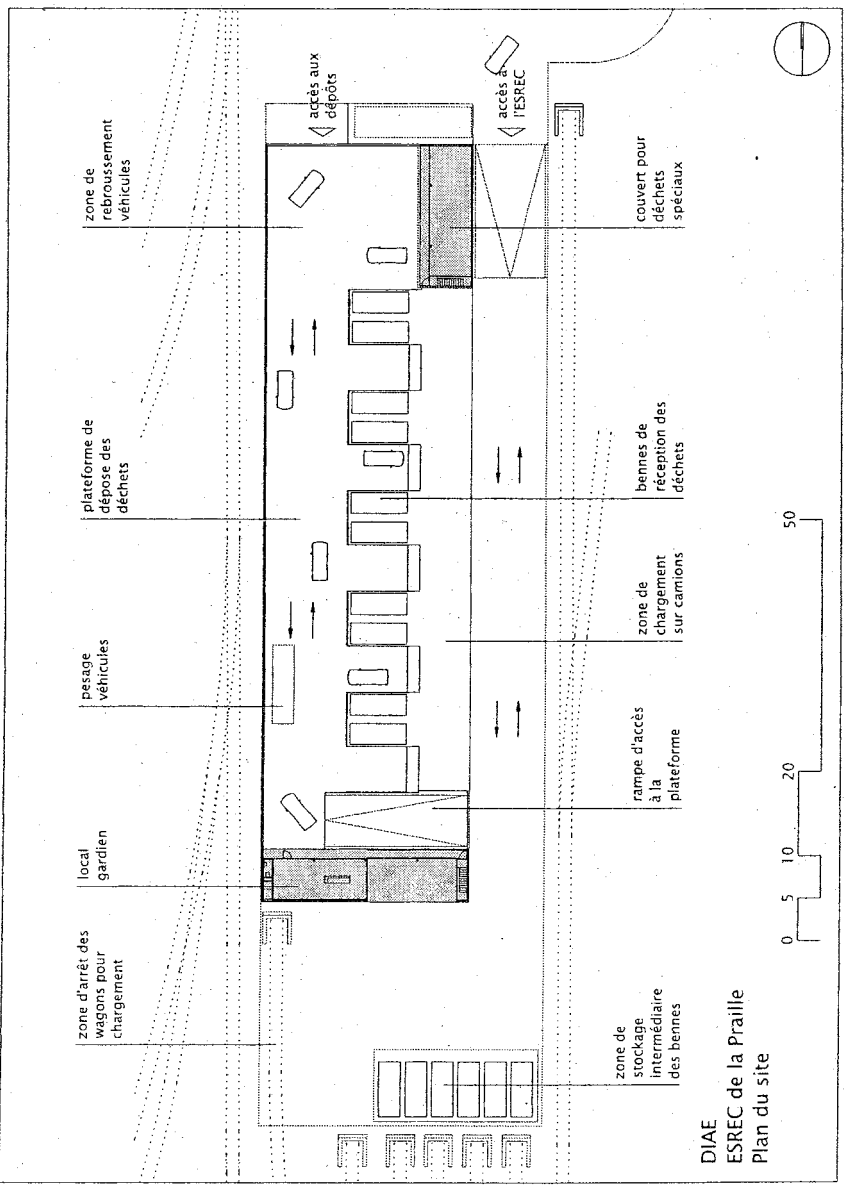 zone d'arrêt des
wagons pour
chargement
local
gardien
pesage
véhicules
plateforme de
dépose des
déchets
zone de
rebroussement
véhicules
accès aux
dépôts
accès à
l'ESREC
zone de
stockage
intermédiaire
des bennes
rampe d'accès
à la
plateforme
zone de
chargement
sur camions
bennes de
réception des
déchets
couvert pour
déchets
spéciaux
DIAE
ESREC de la Praille
Plan du site
0 5 10 20 50